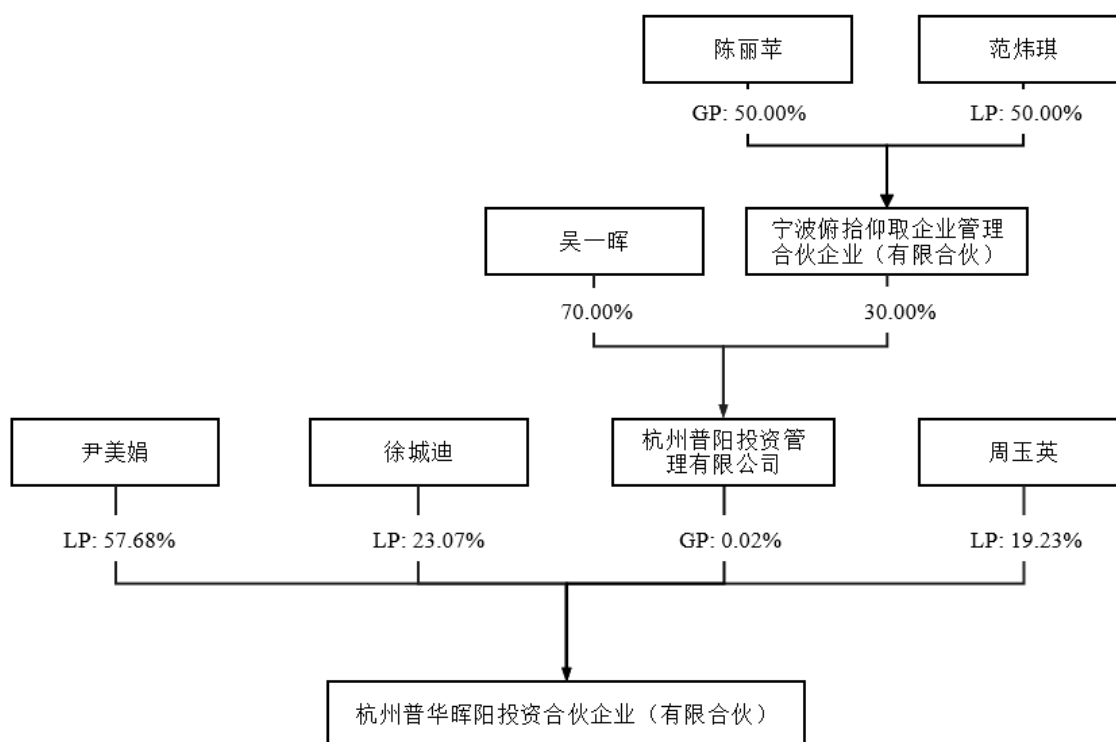 陈丽苹
范炜琪
GP: 50.00%
LP: 50.00%
吴一晖
宁波俯拾仰取企业管理
合伙企业（有限合伙）
70.00%
30.00%
尹美娟
徐城迪
杭州普阳投资管
理有限公司
周玉英
LP: 57.68%
LP: 23.07%
GP: 0.02%
LP: 19.23%
杭州普华晖阳投资合伙企业（有限合伙）